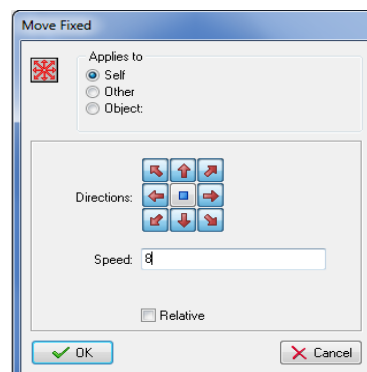 Move Fixed
Applies to
Self
Other
Object:
Directions:
Speed: 8
Relative
OK
Cancel